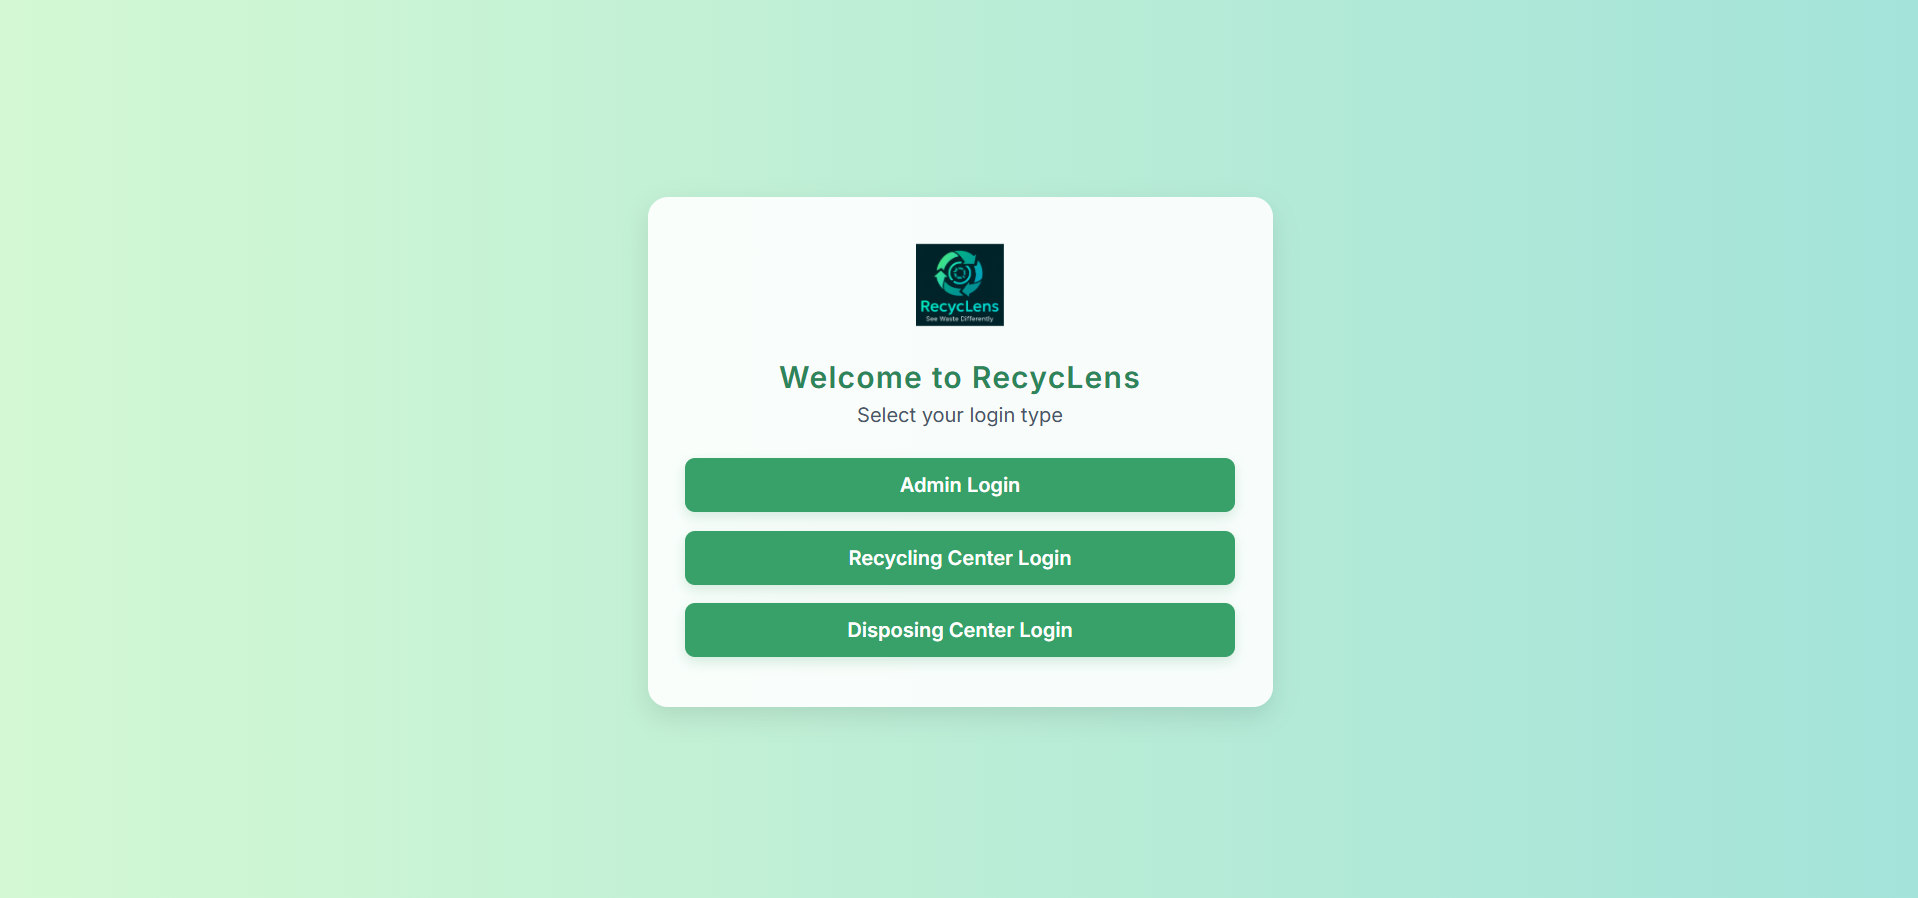 RecycLens
See Waste Differently
Welcome to RecycLens
Select your login type
Admin Login
Recycling Center Login
Disposing Center Login